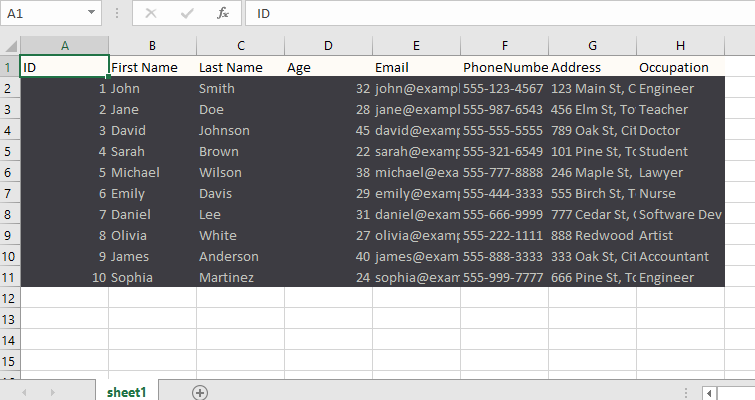 A1 fx ID
A B C D E F G H
1 ID First Name Last Name Age Email PhoneNumbe Address Occupation
2 1 John Smith 32 john@exampl 555-123-4567 123 Main St, C Engineer
3 2 Jane Doe 28 jane@exampl 555-987-6543 456 Elm St, To Teacher
4 3 David Johnson 45 david@exam 555-555-5555 789 Oak St, Cit Doctor
5 4 Sarah Brown 22 sarah@exam 555-321-6549 101 Pine St, To Student
6 5 Michael Wilson 38 michael@exa 555-777-8888 246 Maple St, Lawyer
7 6 Emily Davis 29 emily@exam 555-444-3333 555 Birch St, T Nurse
8 7 Daniel Lee 31 daniel@exam 555-666-9999 777 Cedar St, Software Dev
9 8 Olivia White 27 olivia@exam 555-222-1111 888 Redwood Artist
10 9 James Anderson 40 james@exam 555-888-3333 333 Oak St, Cit Accountant
11 10 Sophia Martinez 24 sophia@exam 555-999-7777 666 Pine St, To Engineer
12
13
14
15
sheet1